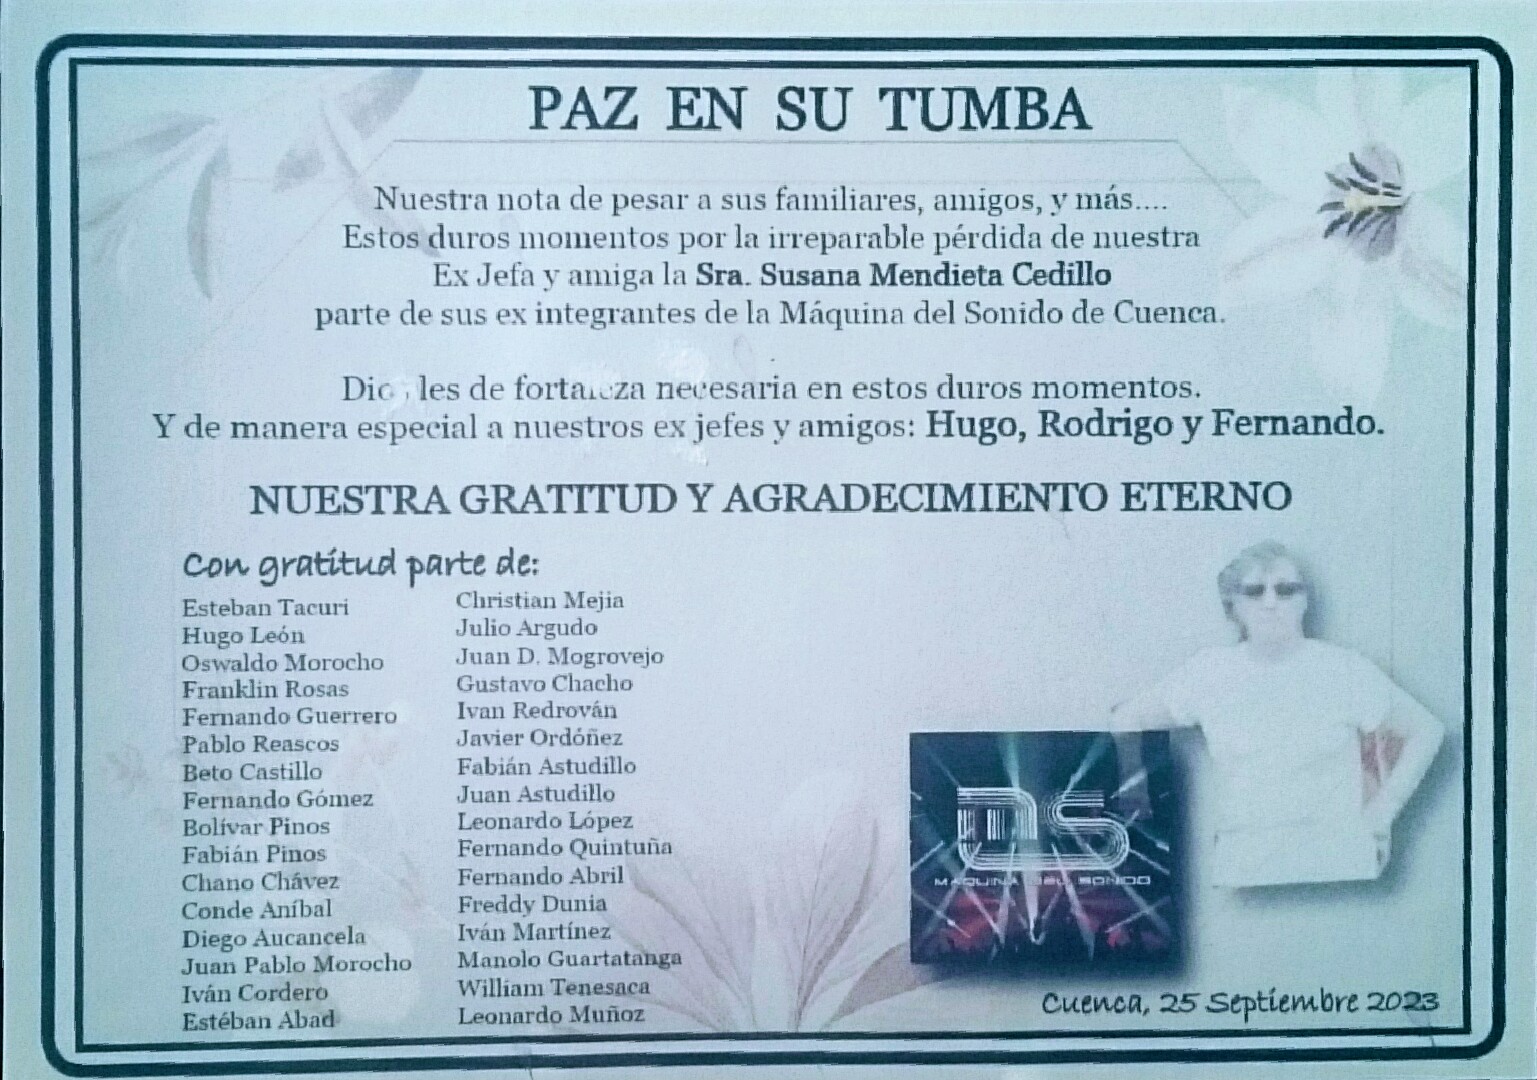 PAZ EN SU TUMBA
Nuestra nota de pesar a sus familiares, amigos, y más....
Estos duros momentos por la irreparable pérdida de nuestra
Ex Jefa y amiga la Sra. Susana Mendieta Cedillo
parte de sus ex integrantes de la Máquina del Sonido de Cuenca.
les de fortaleza necesaria en estos duros momentos.
Y de manera especial a nuestros ex jefes y amigos: Hugo, Rodrigo y Fernando.
NUESTRA GRATITUD Y AGRADECIMIENTO ETERNO
Con gratitud parte de:
Esteban Tacuri
Hugo León
Oswaldo Morocho
Franklin Rosas
Fernando Guerrero
Pablo Reascos
Beto Castillo
Fernando Gómez
Bolívar Pinos
Fabián Pinos
Chano Chávez
Conde Aníbal
Diego Aucancela
Juan Pablo Morocho
Iván Cordero
Estéban Abad
Christian Mejia
Julio Argudo
Juan D. Mogrovejo
Gustavo Chacho
Ivan Redrován
Javier Ordóñez
Fabián Astudillo
Juan Astudillo
Leonardo López
Fernando Quintuña
Fernando Abril
Freddy Dunia
Iván Martínez
Manolo Guartatanga
William Tenesaca
Leonardo Muñoz
MAQUINA DEL SONIDO
Cuenca, 25 Septiembre 2023